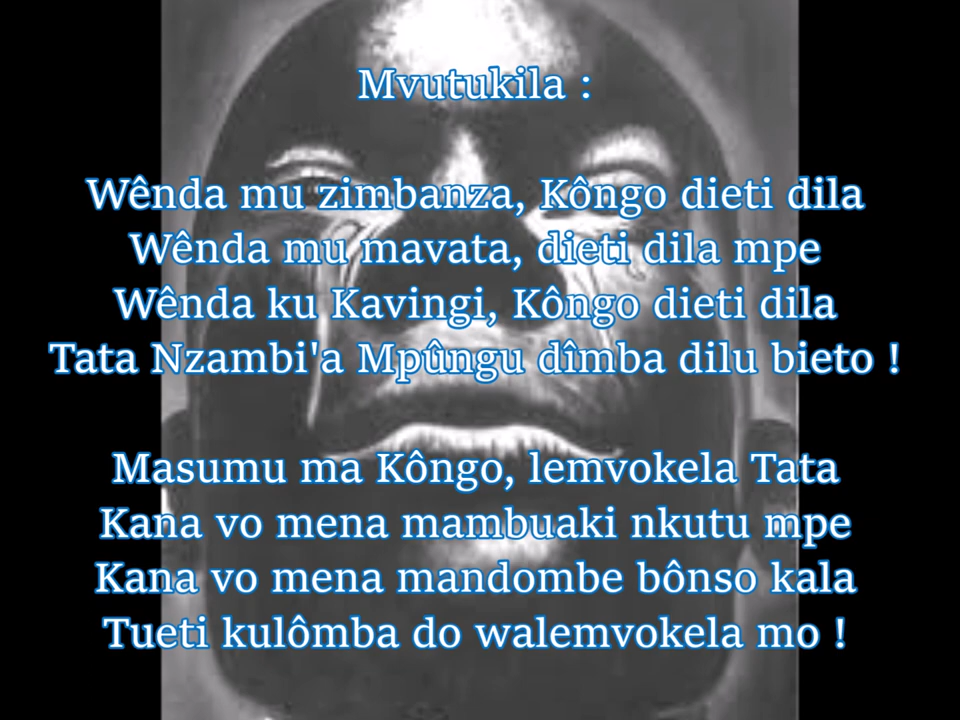 Mvutukila :
Wênda mu zimbanza, Kôngo dieti dila
Wênda mu mavata, dieti dila mpe
Wênda ku Kavingi, Kôngo dieti dila
Tata Nzambi'a Mpûngu dîmba dilu bieto !
Masumu ma Kôngo, lemvokela Tata
Kana vo mena mambuaki nkutu mpe
Kana vo mena mandombe bônso kala
Tueti kulômba do walemvokela mo !